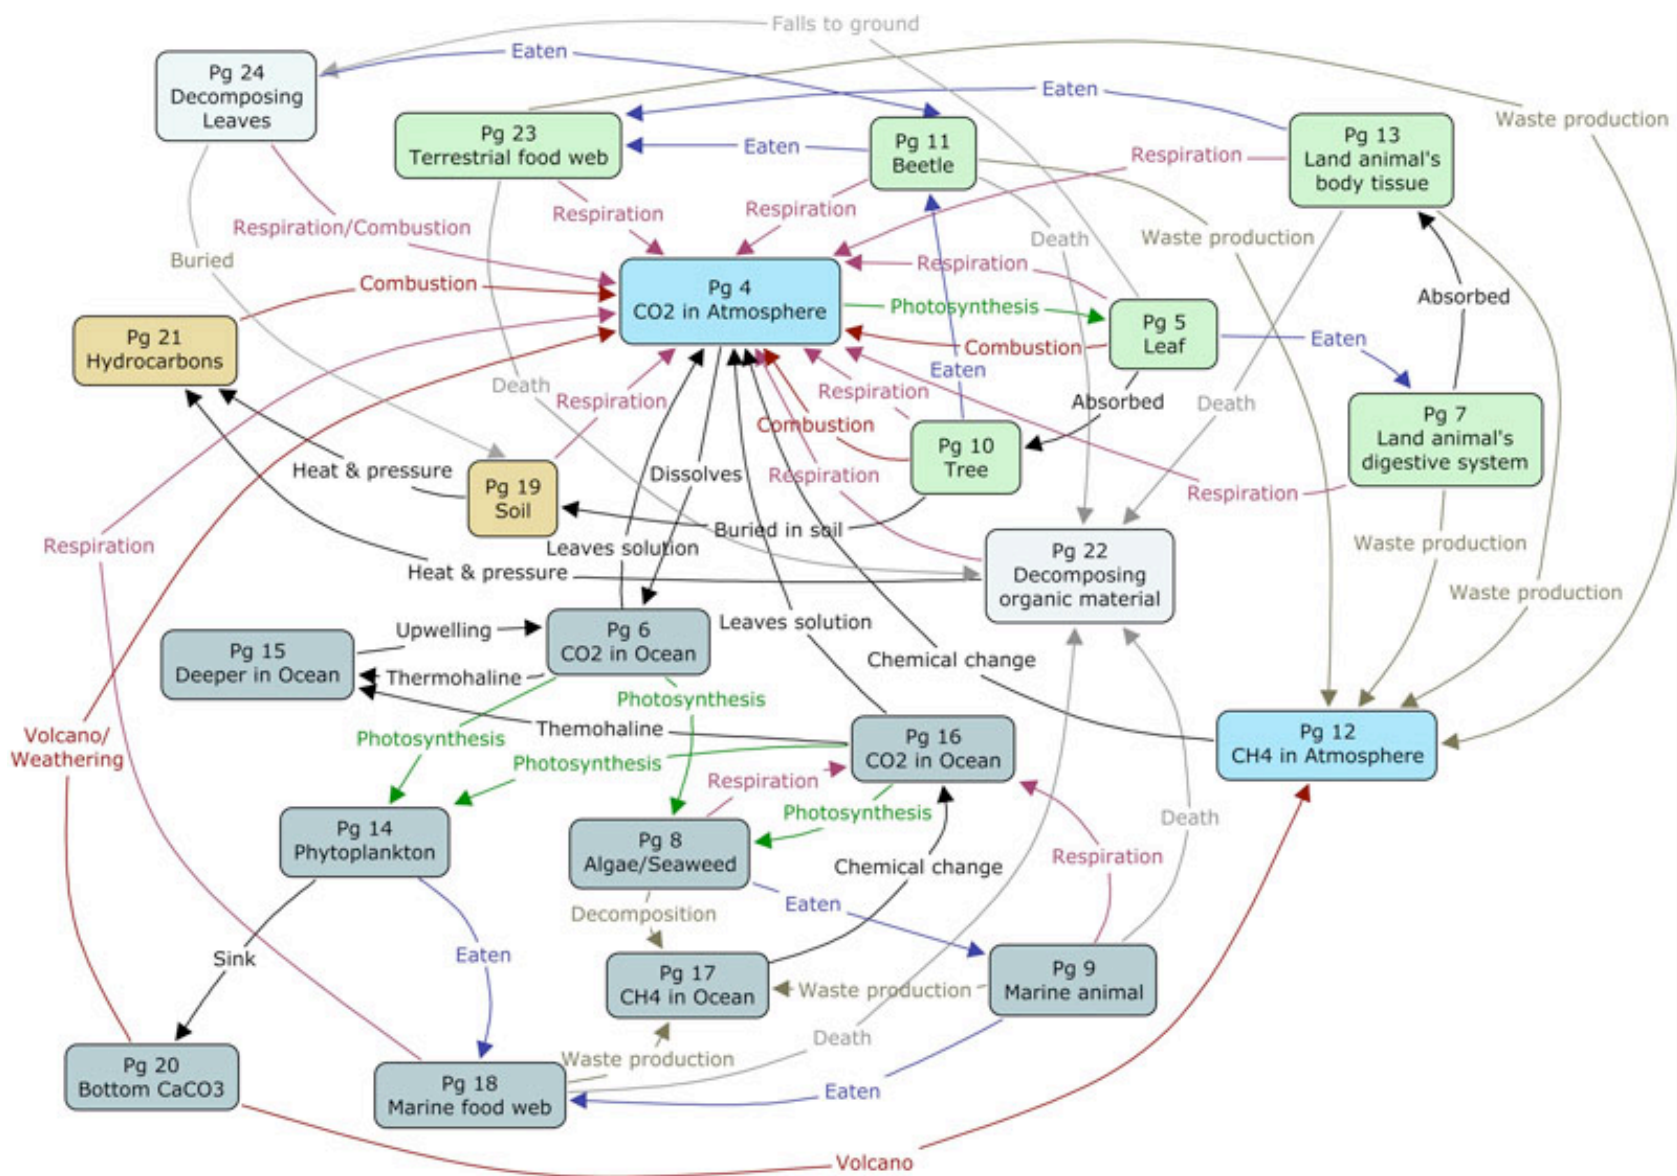 Falls to ground
Eaten
Pg 24
Decomposing
Leaves
Eaten
Waste production
Pg 23
Terrestrial food web
Eaten
Pg 11
Beetle
Respiration
Pg 13
Land animal's
body tissue
Respiration/Combustion
Respiration
Respiration
Death
Waste production
Buried
Respiration
Combustion
Pg 4
CO2 in Atmosphere
Photosynthesis
Absorbed
Pg 21
Hydrocarbons
Pg 5
Leaf
Eaten
Combustion
Death
Respiration
Eaten
Respiration
Absorbed
Death
Combustion
Pg 7
Land animal's
digestive system
Heat & pressure
Dissolves
Respiration
Pg 10
Tree
Respiration
Pg 19
Soil
Buried in soil
Respiration
Leaves solution
Waste production
Heat & pressure
Pg 22
Decomposing
organic material
Waste production
Pg 15
Deeper in Ocean
Upwelling
Pg 6
CO2 in Ocean
Leaves solution
Thermohaline
Chemical change
Photosynthesis
Volcano/
Weathering
Photosynthesis
Themohaline
Photosynthesis
Pg 16
CO2 in Ocean
Pg 12
CH4 in Atmosphere
Respiration
Photosynthesis
Death
Pg 14
Phytoplankton
Pg 8
Algae/Seaweed
Chemical change
Respiration
Decomposition
Eaten
Sink
Eaten
Pg 17
CH4 in Ocean
Waste production
Pg 9
Marine animal
Death
Waste production
Pg 20
Bottom CaCO3
Pg 18
Marine food web
Eaten
Volcano